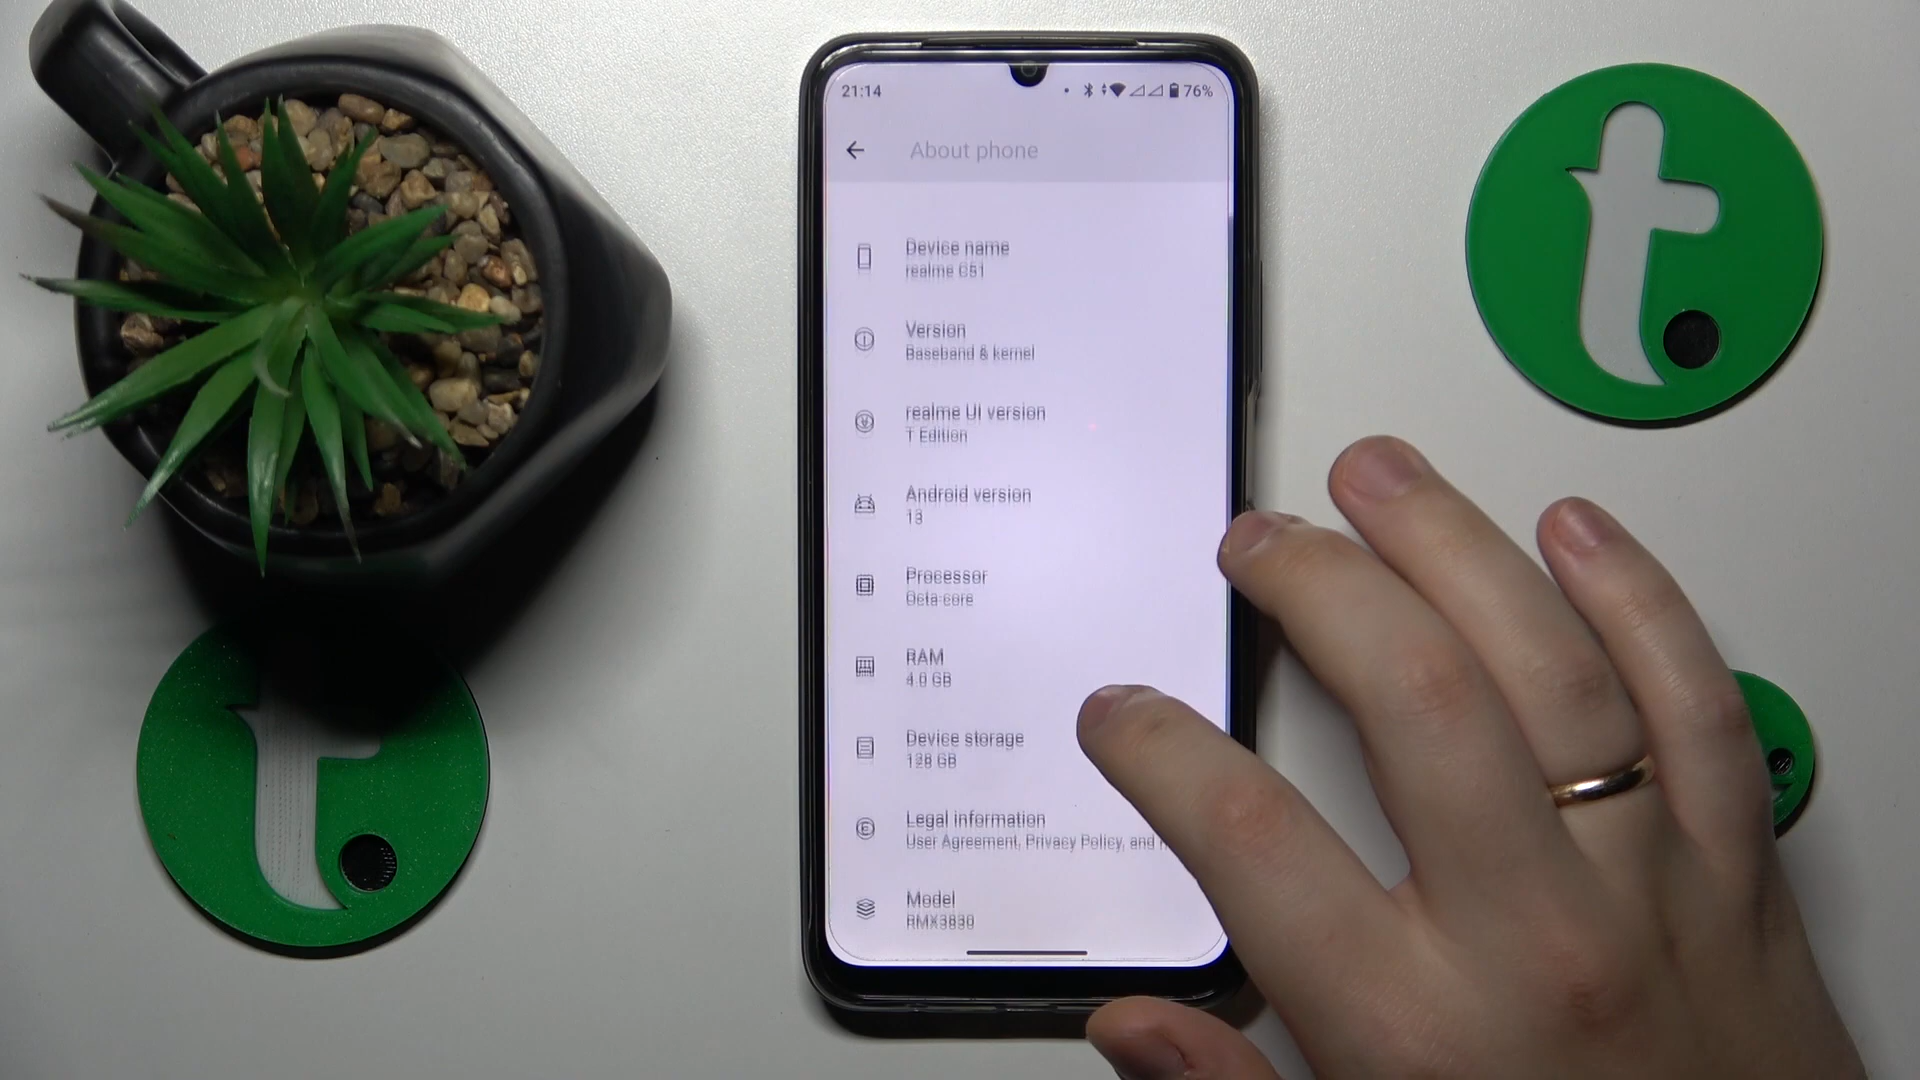 21:14
76%
About phone
Device name
realme C51
Version
Baseband & kernel
realme UI version
T Edition
Android version
13
Processor
Octa-core
RAM
4.0 GB
Device storage
128 GB
Legal information
User Agreement, Privacy Policy, and
Model
RMX3830
t
t